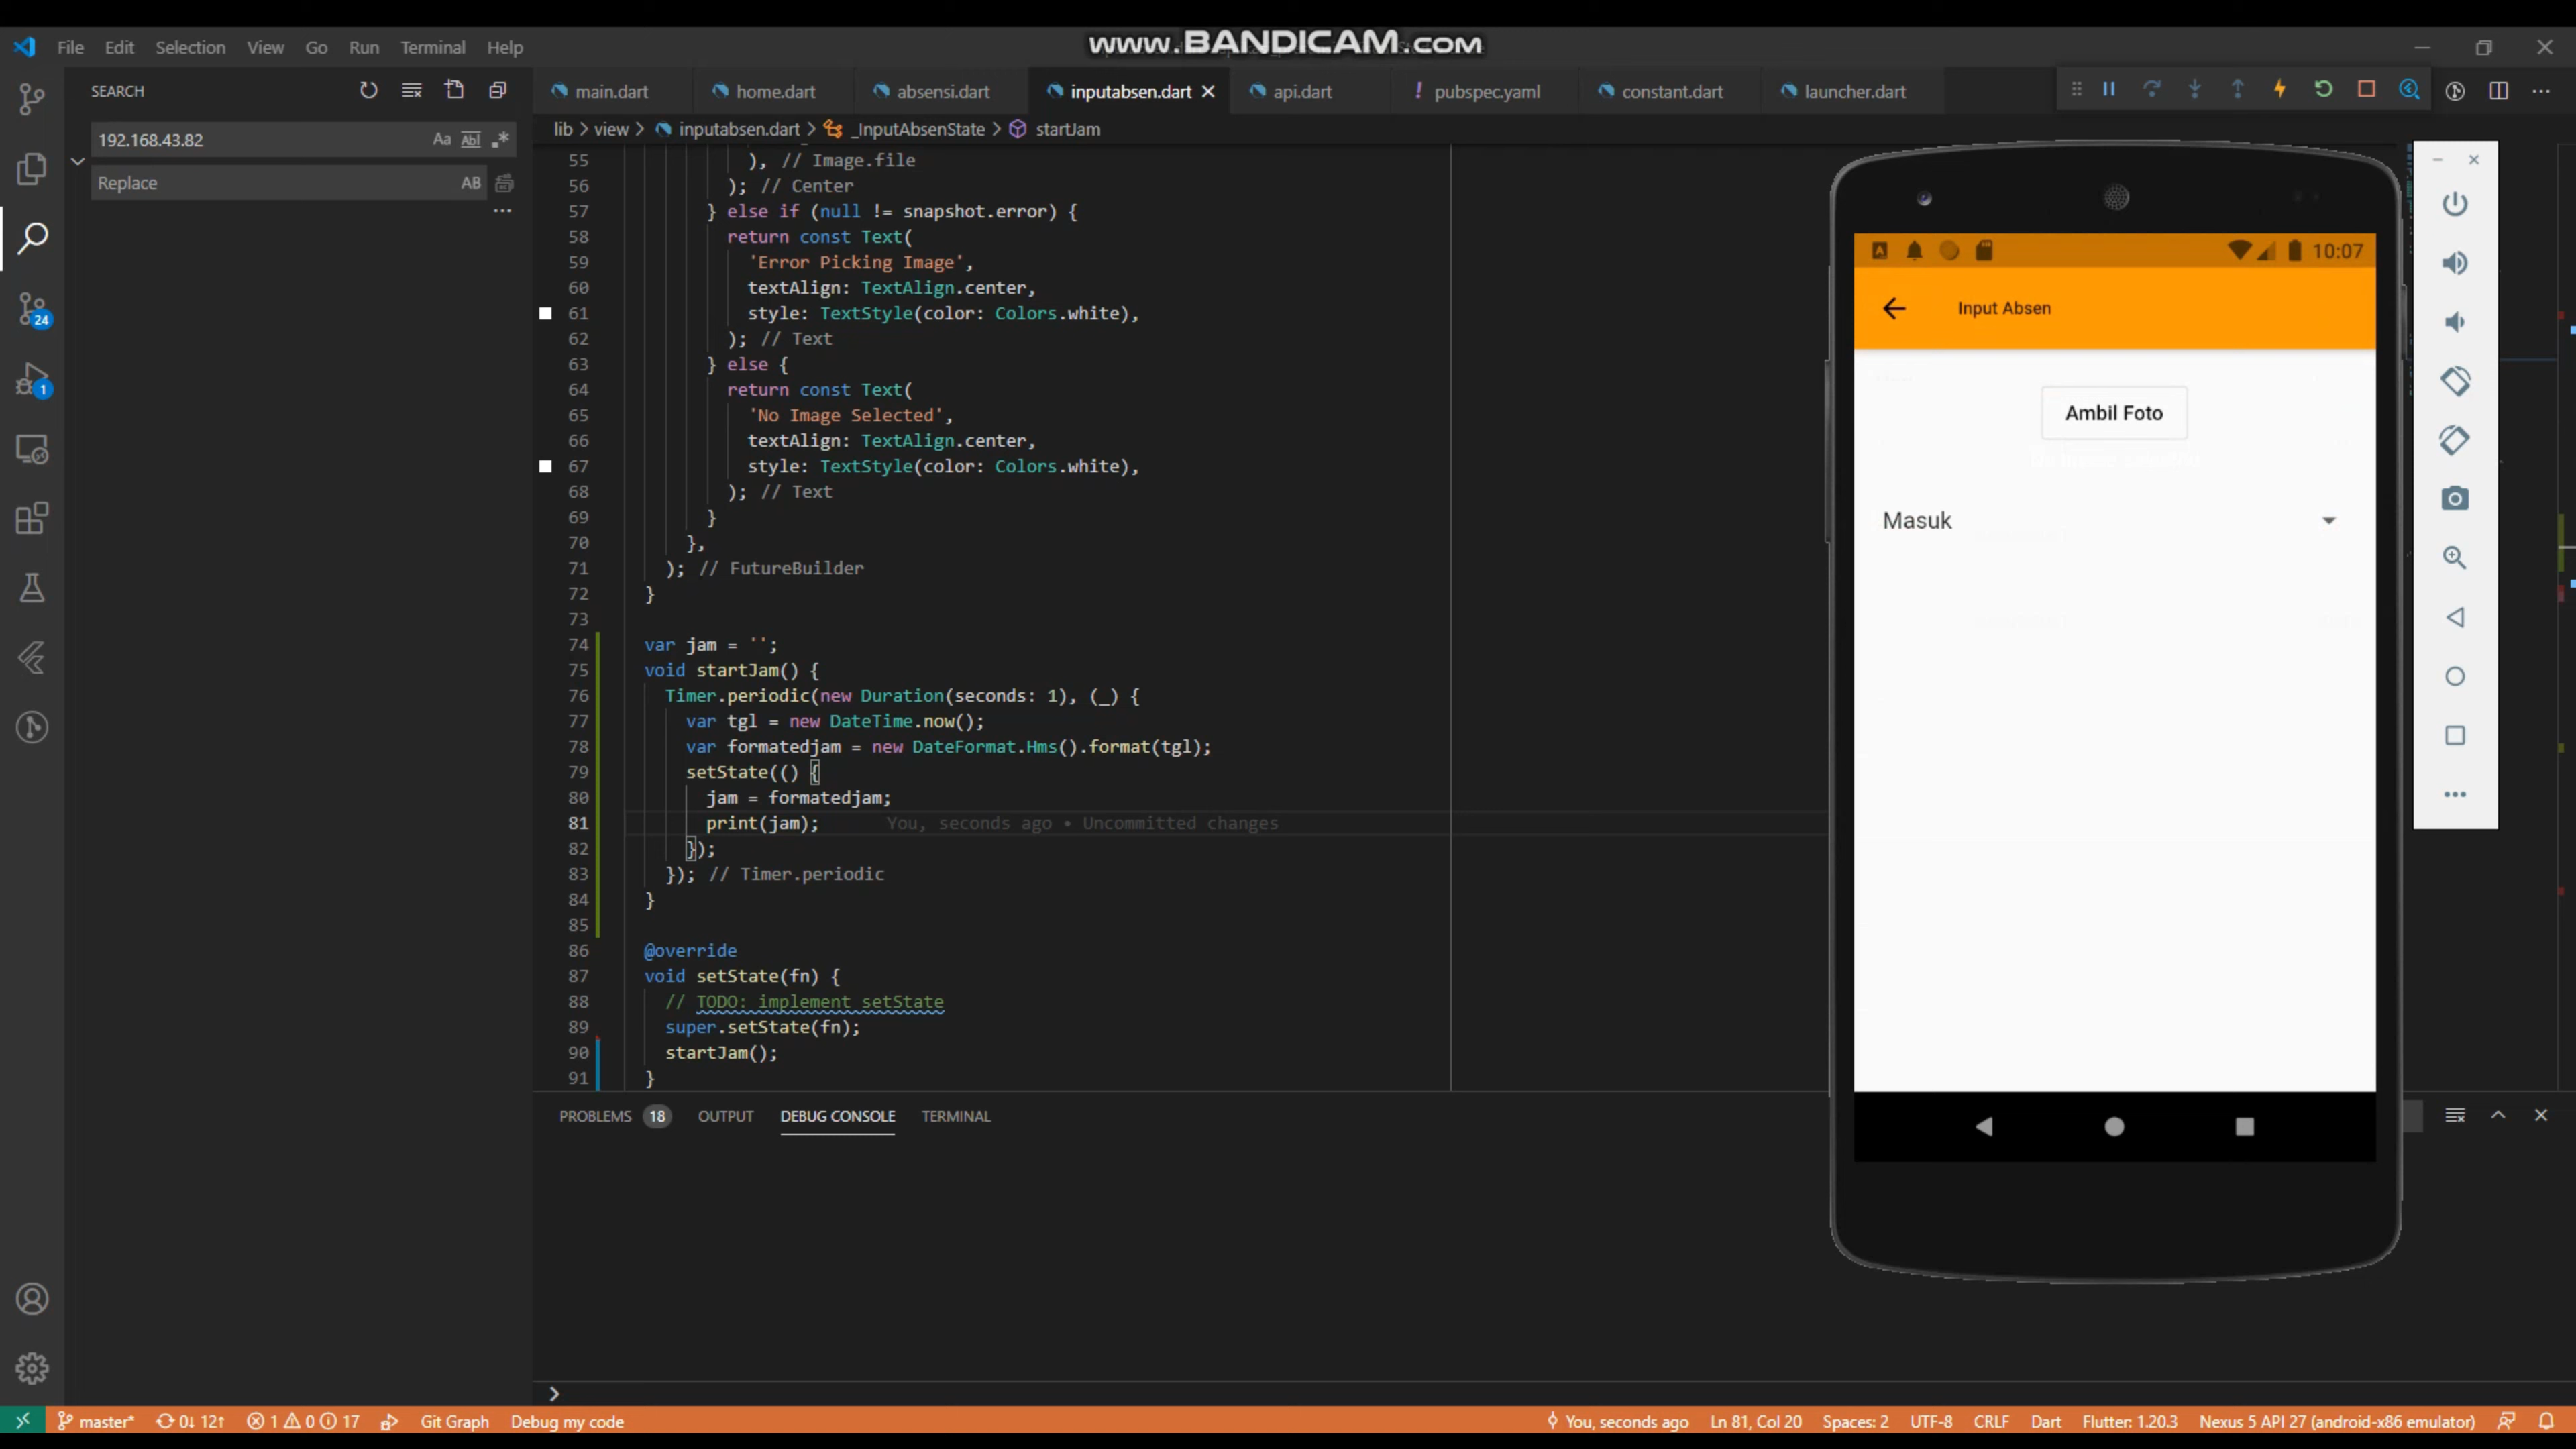 www.BANDICAM.com
File Edit Selection View Go Run Terminal Help
SEARCH
192.168.43.82
Aa Abl .*
Replace
AB
24
1
main.dart home.dart absensi.dart inputabsen.dart api.dart ! pubspec.yaml constant.dart launcher.dart
lib > view > inputabsen.dart > _InputAbsenState > startJam
55 ), // Image.file
56 ); // Center
57 } else if (null != snapshot.error) {
58 return const Text(
59 'Error Picking Image',
60 textAlign: TextAlign.center,
61 style: TextStyle(color: Colors.white),
62 ); // Text
63 } else {
64 return const Text(
65 'No Image Selected',
66 textAlign: TextAlign.center,
67 style: TextStyle(color: Colors.white),
68 ); // Text
69 }
70 },
71 ); // FutureBuilder
72 }
73
74 var jam = '';
75 void startJam() {
76 Timer.periodic(new Duration(seconds: 1), (_) {
77 var tgl = new DateTime.now();
78 var formatedjam = new DateFormat.Hms().format(tgl);
79 setState(() {
80 jam = formatedjam;
81 print(jam); You, seconds ago • Uncommitted changes
82 });
83 }); // Timer.periodic
84 }
85
86 @override
87 void setState(fn) {
88 // TODO: implement setState
89 super.setState(fn);
90 startJam();
91 }
10:07
Input Absen
Ambil Foto
Masuk
PROBLEMS 18 OUTPUT DEBUG CONSOLE TERMINAL
master* 0↓ 12↑ 1 0 17 Git Graph Debug my code
You, seconds ago Ln 81, Col 20 Spaces: 2 UTF-8 CRLF Dart Flutter: 1.20.3 Nexus 5 API 27 (android-x86 emulator)